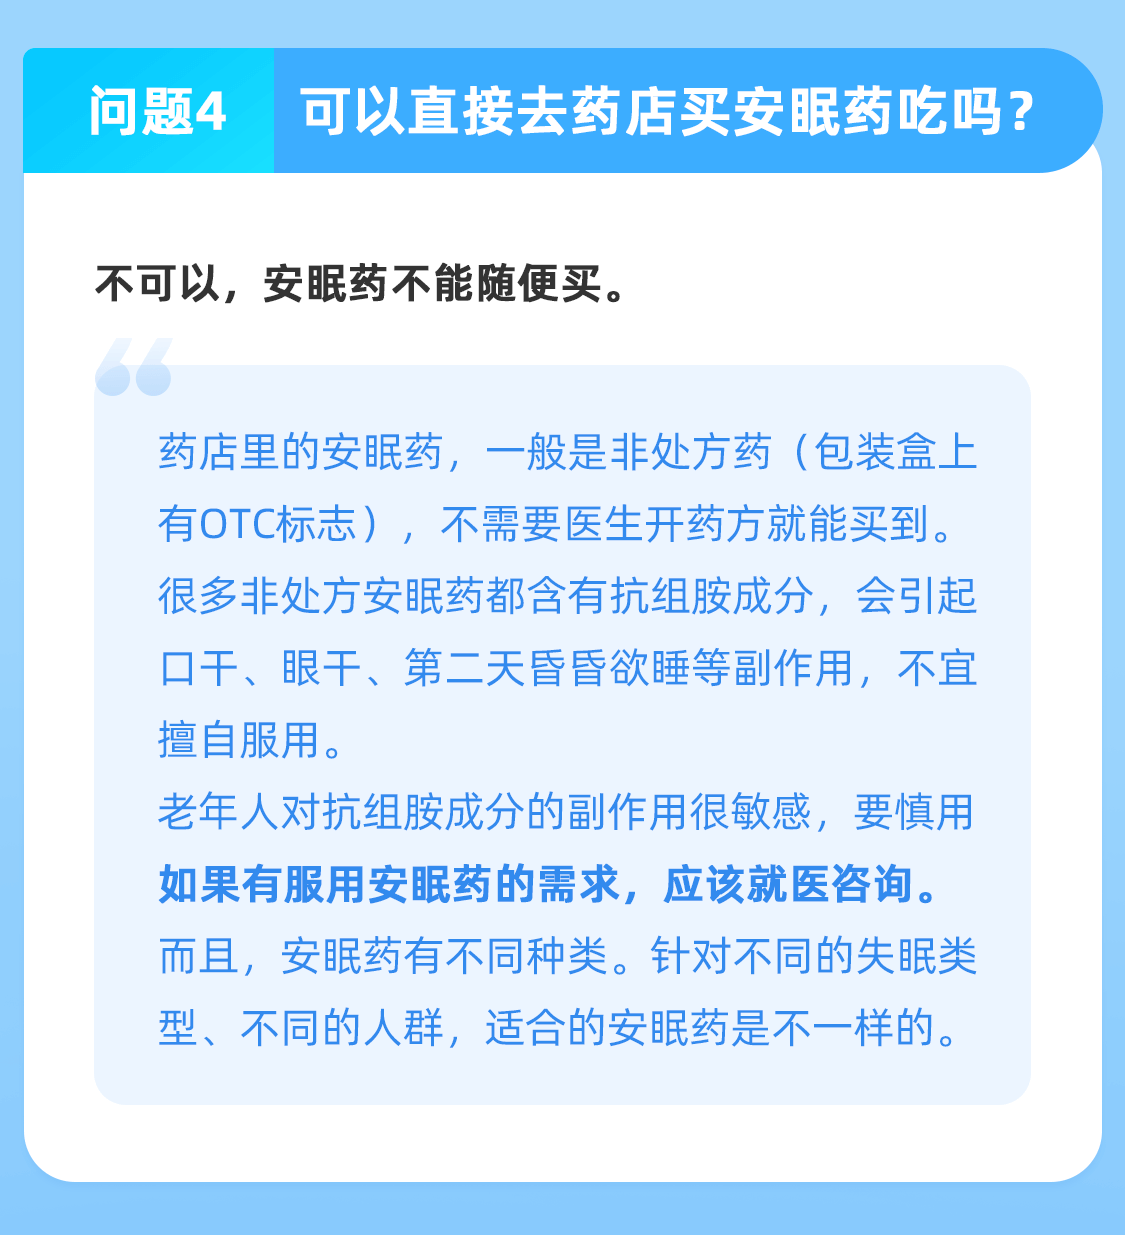 问题4
可以直接去药店买安眠药吃吗？
不可以，安眠药不能随便买。
药店里的安眠药，一般是非处方药（包装盒上
有OTC标志），不需要医生开药方就能买到。
很多非处方安眠药都含有抗组胺成分，会引起
口干、眼干、第二天昏昏欲睡等副作用，不宜
擅自服用。
老年人对抗组胺成分的副作用很敏感，要慎用
如果有服用安眠药的需求，应该就医咨询。
而且，安眠药有不同种类。针对不同的失眠类
型、不同的人群，适合的安眠药是不一样的。